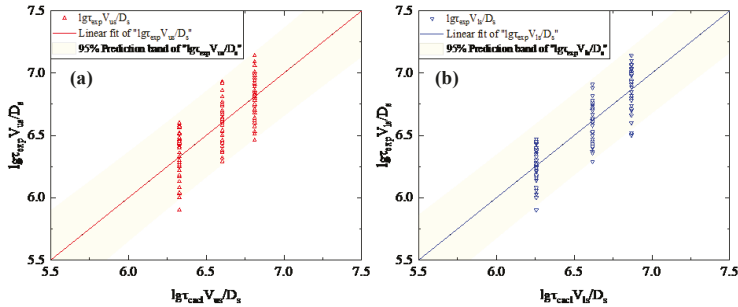 lgτexpVus/Ds
Linear fit of "lgτexpVus/Ds"
95% Prediction band of "lgτexpVus/Ds"
(a)
7.5
7.0
6.5
6.0
5.5
lgτexpVus/Ds
5.5 6.0 6.5 7.0 7.5
lgτcaclVus/Ds
lgτexpVls/Ds
Linear fit of "lgτexpVls/Ds"
95% Prediction band of "lgτexpVls/Ds"
(b)
7.5
7.0
6.5
6.0
5.5
lgτexpVls/Ds
5.5 6.0 6.5 7.0 7.5
lgτcaclVls/Ds